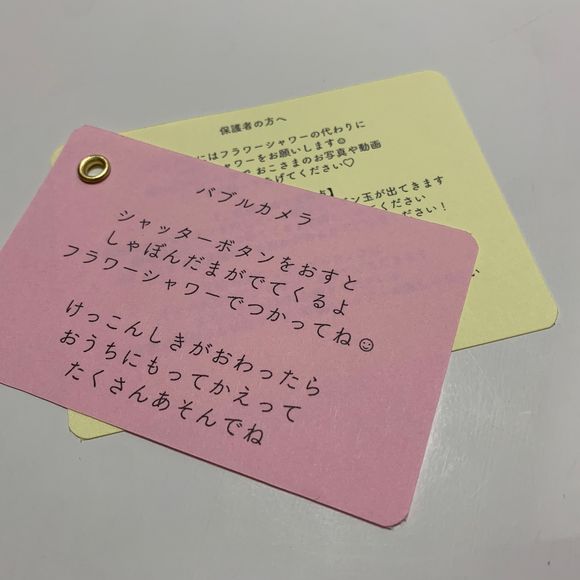 バブルカメラ
シャッターボタンをおすと
しゃぼんだまがでてくるよ
フラワーシャワーでつかってね☺
けっこんしきがおわったら
おうちにもってかえって
たくさんあそんでね
保護者の方へ
にはフラワーシャワーの代わりに
シャワーをお願いします☺
おこさまのお写真や動画
げてください♡
】
ン玉が出てきます
ください
ください！